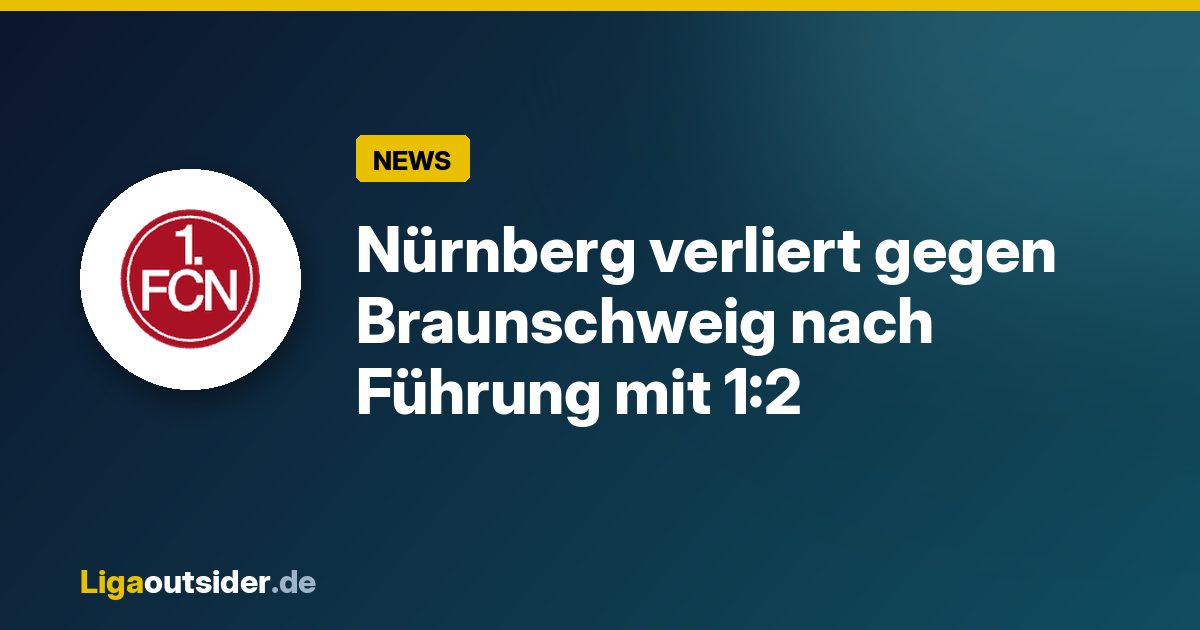 1.
FCN
NEWS
Nürnberg verliert gegen
Braunschweig nach
Führung mit 1:2
Ligaoutsider.de